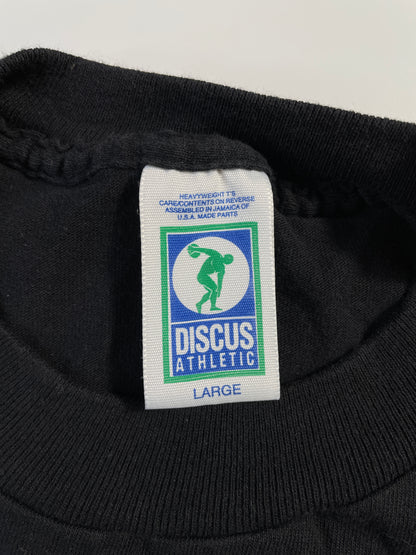 HEAVYWEIGHT T'S
CARE/CONTENTS ON REVERSE
ASSEMBLED IN JAMAICA OF
U.S.A. MADE PARTS
DISCUS
ATHLETIC
LARGE